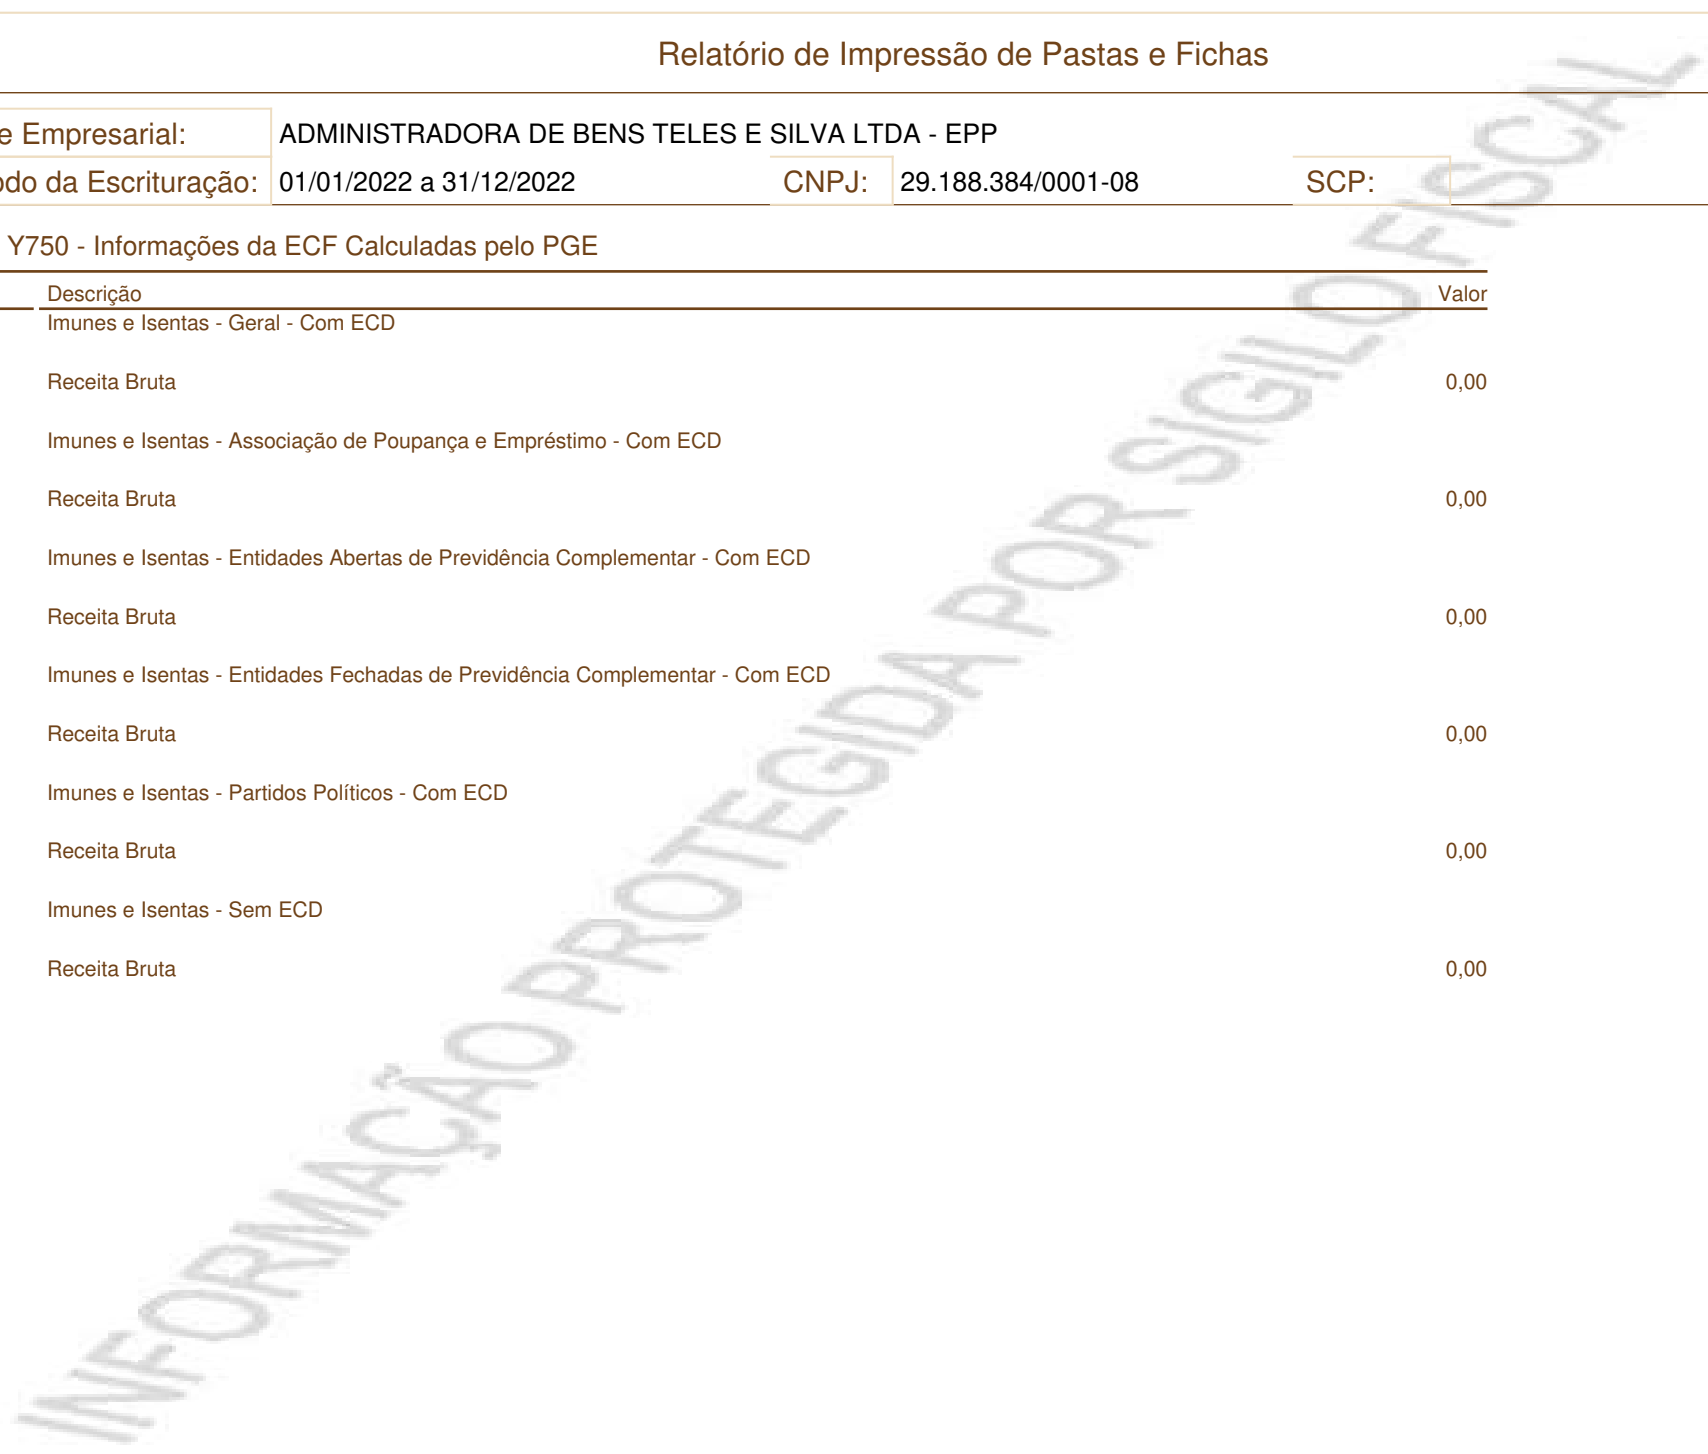 Relatório de Impressão de Pastas e Fichas
e Empresarial: ADMINISTRADORA DE BENS TELES E SILVA LTDA - EPP
odo da Escrituração: 01/01/2022 a 31/12/2022 CNPJ: 29.188.384/0001-08 SCP:
Y750 - Informações da ECF Calculadas pelo PGE
Descrição Valor
Imunes e Isentas - Geral - Com ECD
Receita Bruta 0,00
Imunes e Isentas - Associação de Poupança e Empréstimo - Com ECD
Receita Bruta 0,00
Imunes e Isentas - Entidades Abertas de Previdência Complementar - Com ECD
Receita Bruta 0,00
Imunes e Isentas - Entidades Fechadas de Previdência Complementar - Com ECD
Receita Bruta 0,00
Imunes e Isentas - Partidos Políticos - Com ECD
Receita Bruta 0,00
Imunes e Isentas - Sem ECD
Receita Bruta 0,00
INFORMAÇÃO PROTEGIDA POR SIGILO FISCAL